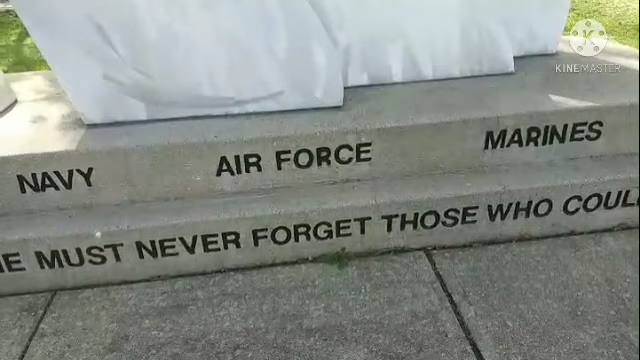 KINEMASTER
NAVY AIR FORCE MARINES
MUST NEVER FORGET THOSE WHO